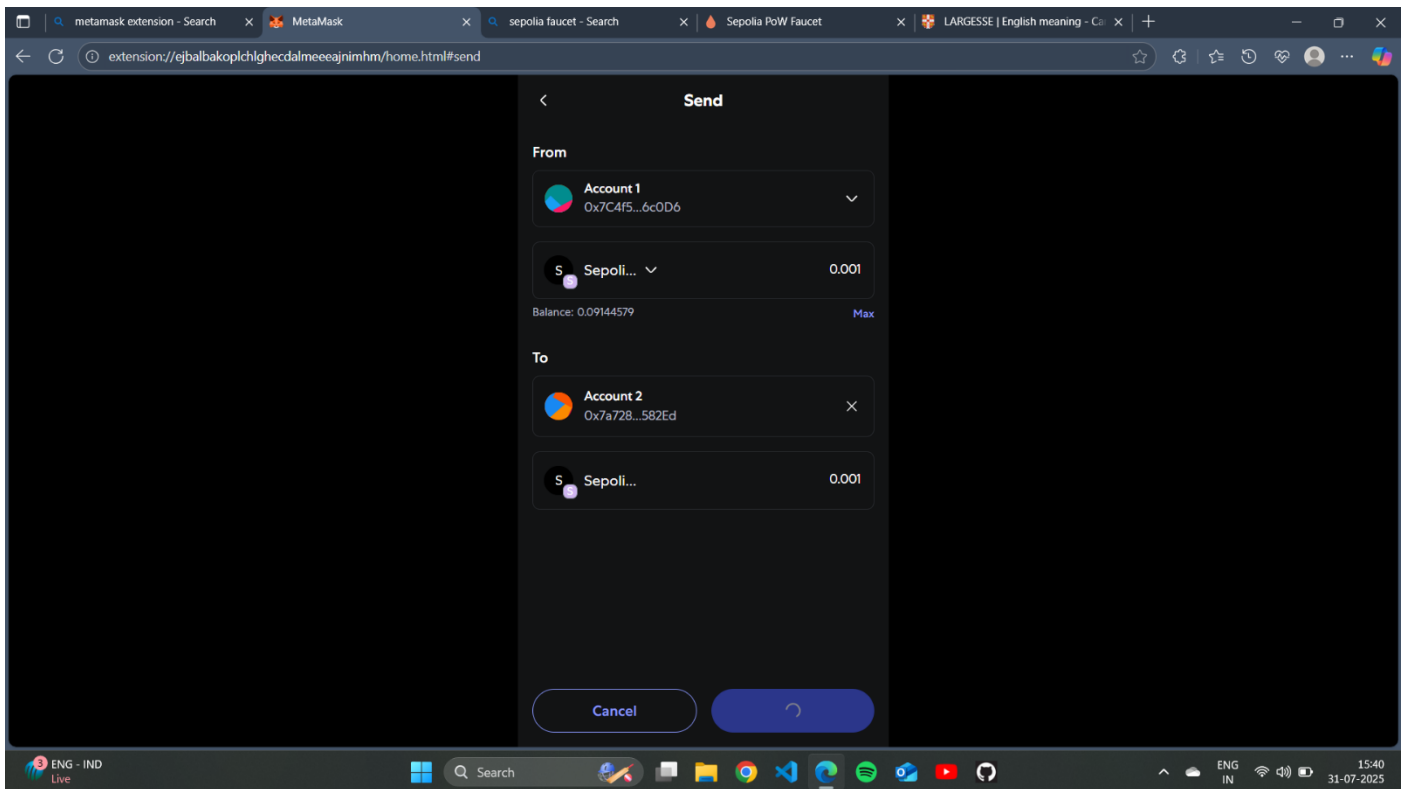 metamask extension - Search
MetaMask
sepolia faucet - Search
Sepolia PoW Faucet
LARGESSE | English meaning - Ca
extension://ejbalbakoplchlghecdalmeeeajnimhm/home.html#send
Send
From
Account 1
0x7C4f5...6c0D6
S
S
Sepoli...
0.001
Balance: 0.09144579
Max
To
Account 2
0x7a728...582Ed
S
S
Sepoli...
0.001
Cancel
3
ENG - IND
Live
Search
ENG
IN
15:40
31-07-2025